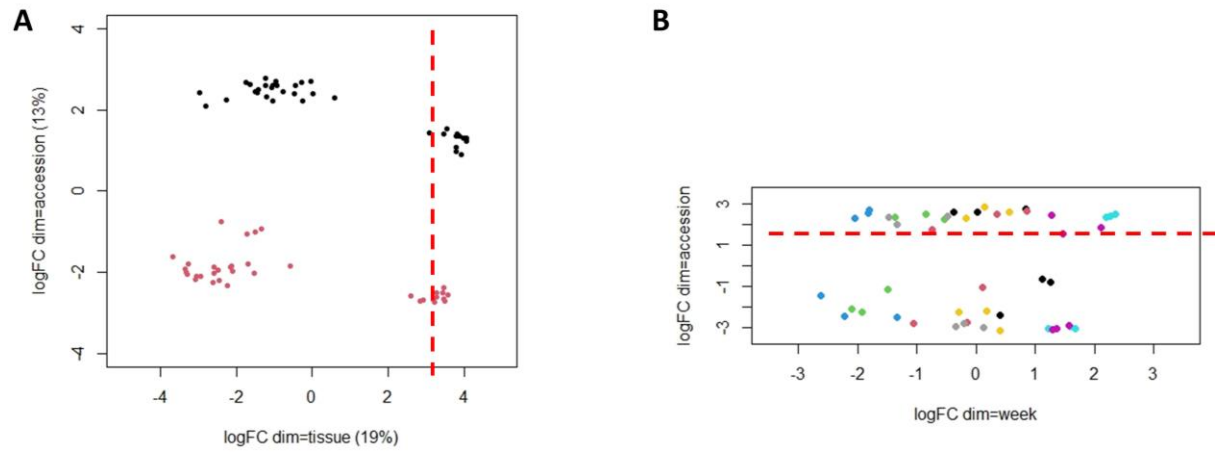 A
logFC dim=accession (13%)
4
2
0
-2
-4
-4 -2 0 2 4
logFC dim=tissue (19%)
B
logFC dim=accession
3
1
-1
-3
-3 -2 -1 0 1 2 3
logFC dim=week